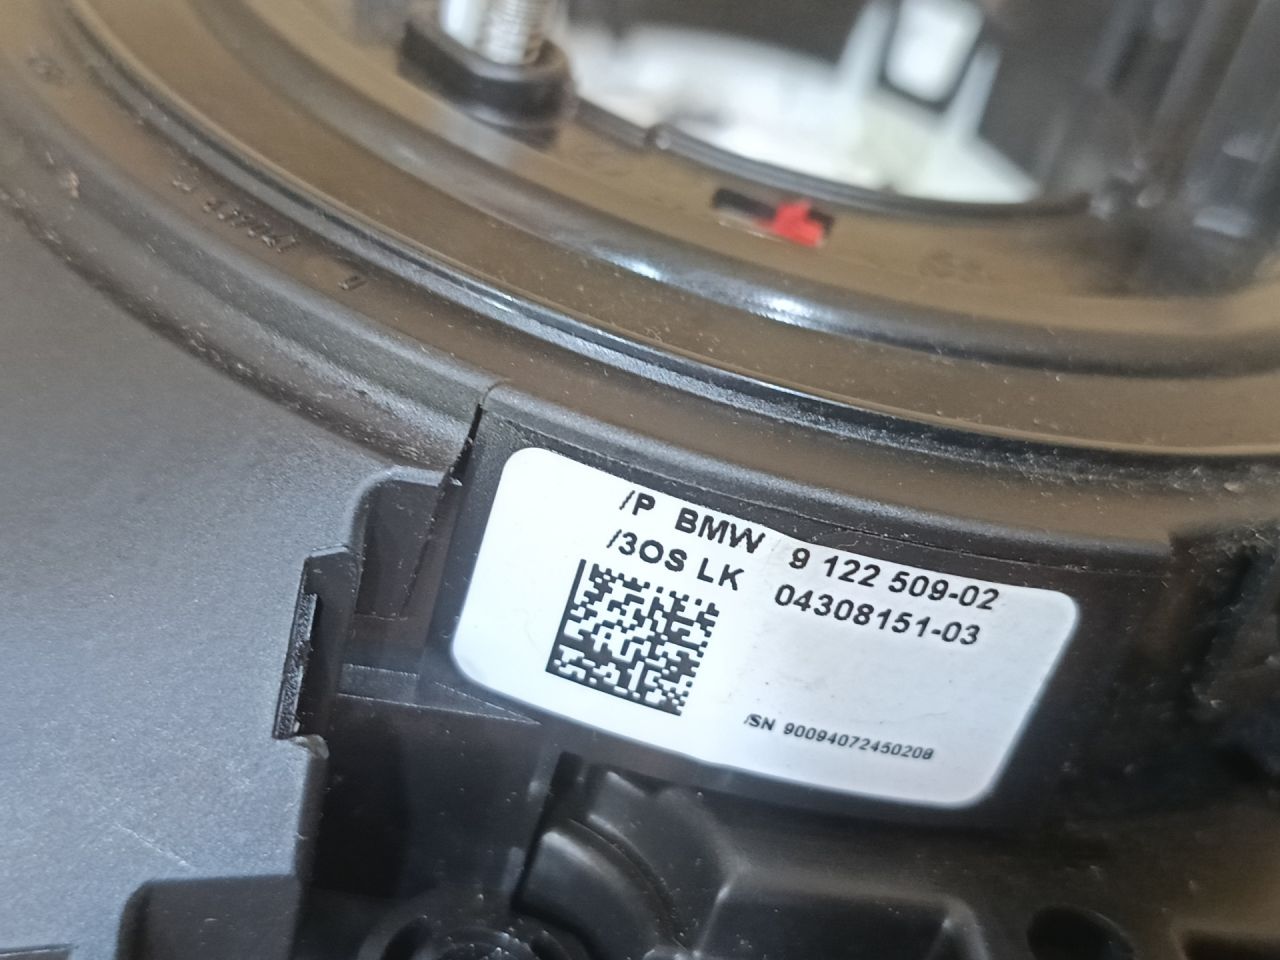 /P BMW 9 122 509-02
/3OS LK 04308151-03
/SN 90094072450208